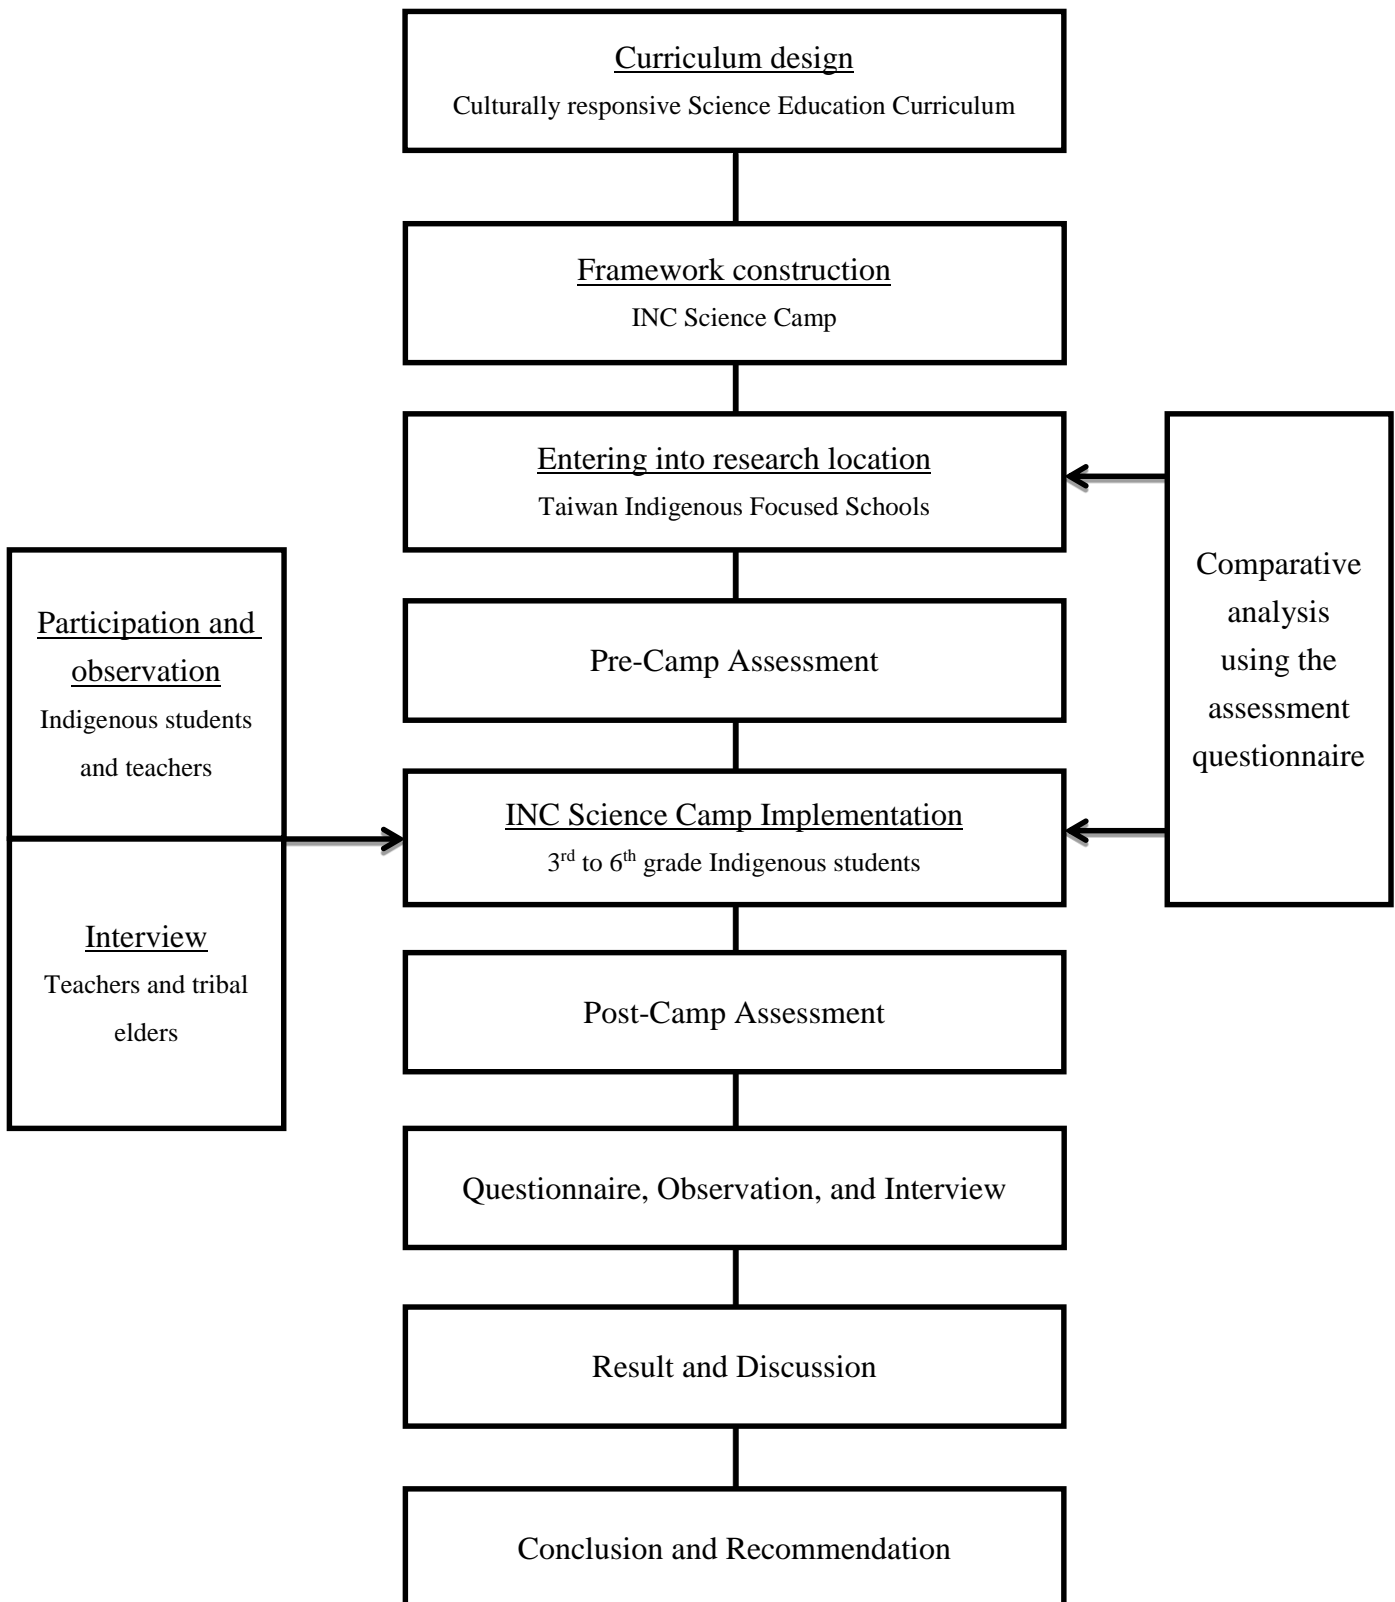 Curriculum design
Culturally responsive Science Education Curriculum
Framework construction
INC Science Camp
Entering into research location
Taiwan Indigenous Focused Schools
Comparative
analysis
using the
assessment
questionnaire
Participation and
observation
Indigenous students
and teachers
Pre-Camp Assessment
INC Science Camp Implementation
3rd to 6th grade Indigenous students
Interview
Teachers and tribal
elders
Post-Camp Assessment
Questionnaire, Observation, and Interview
Result and Discussion
Conclusion and Recommendation